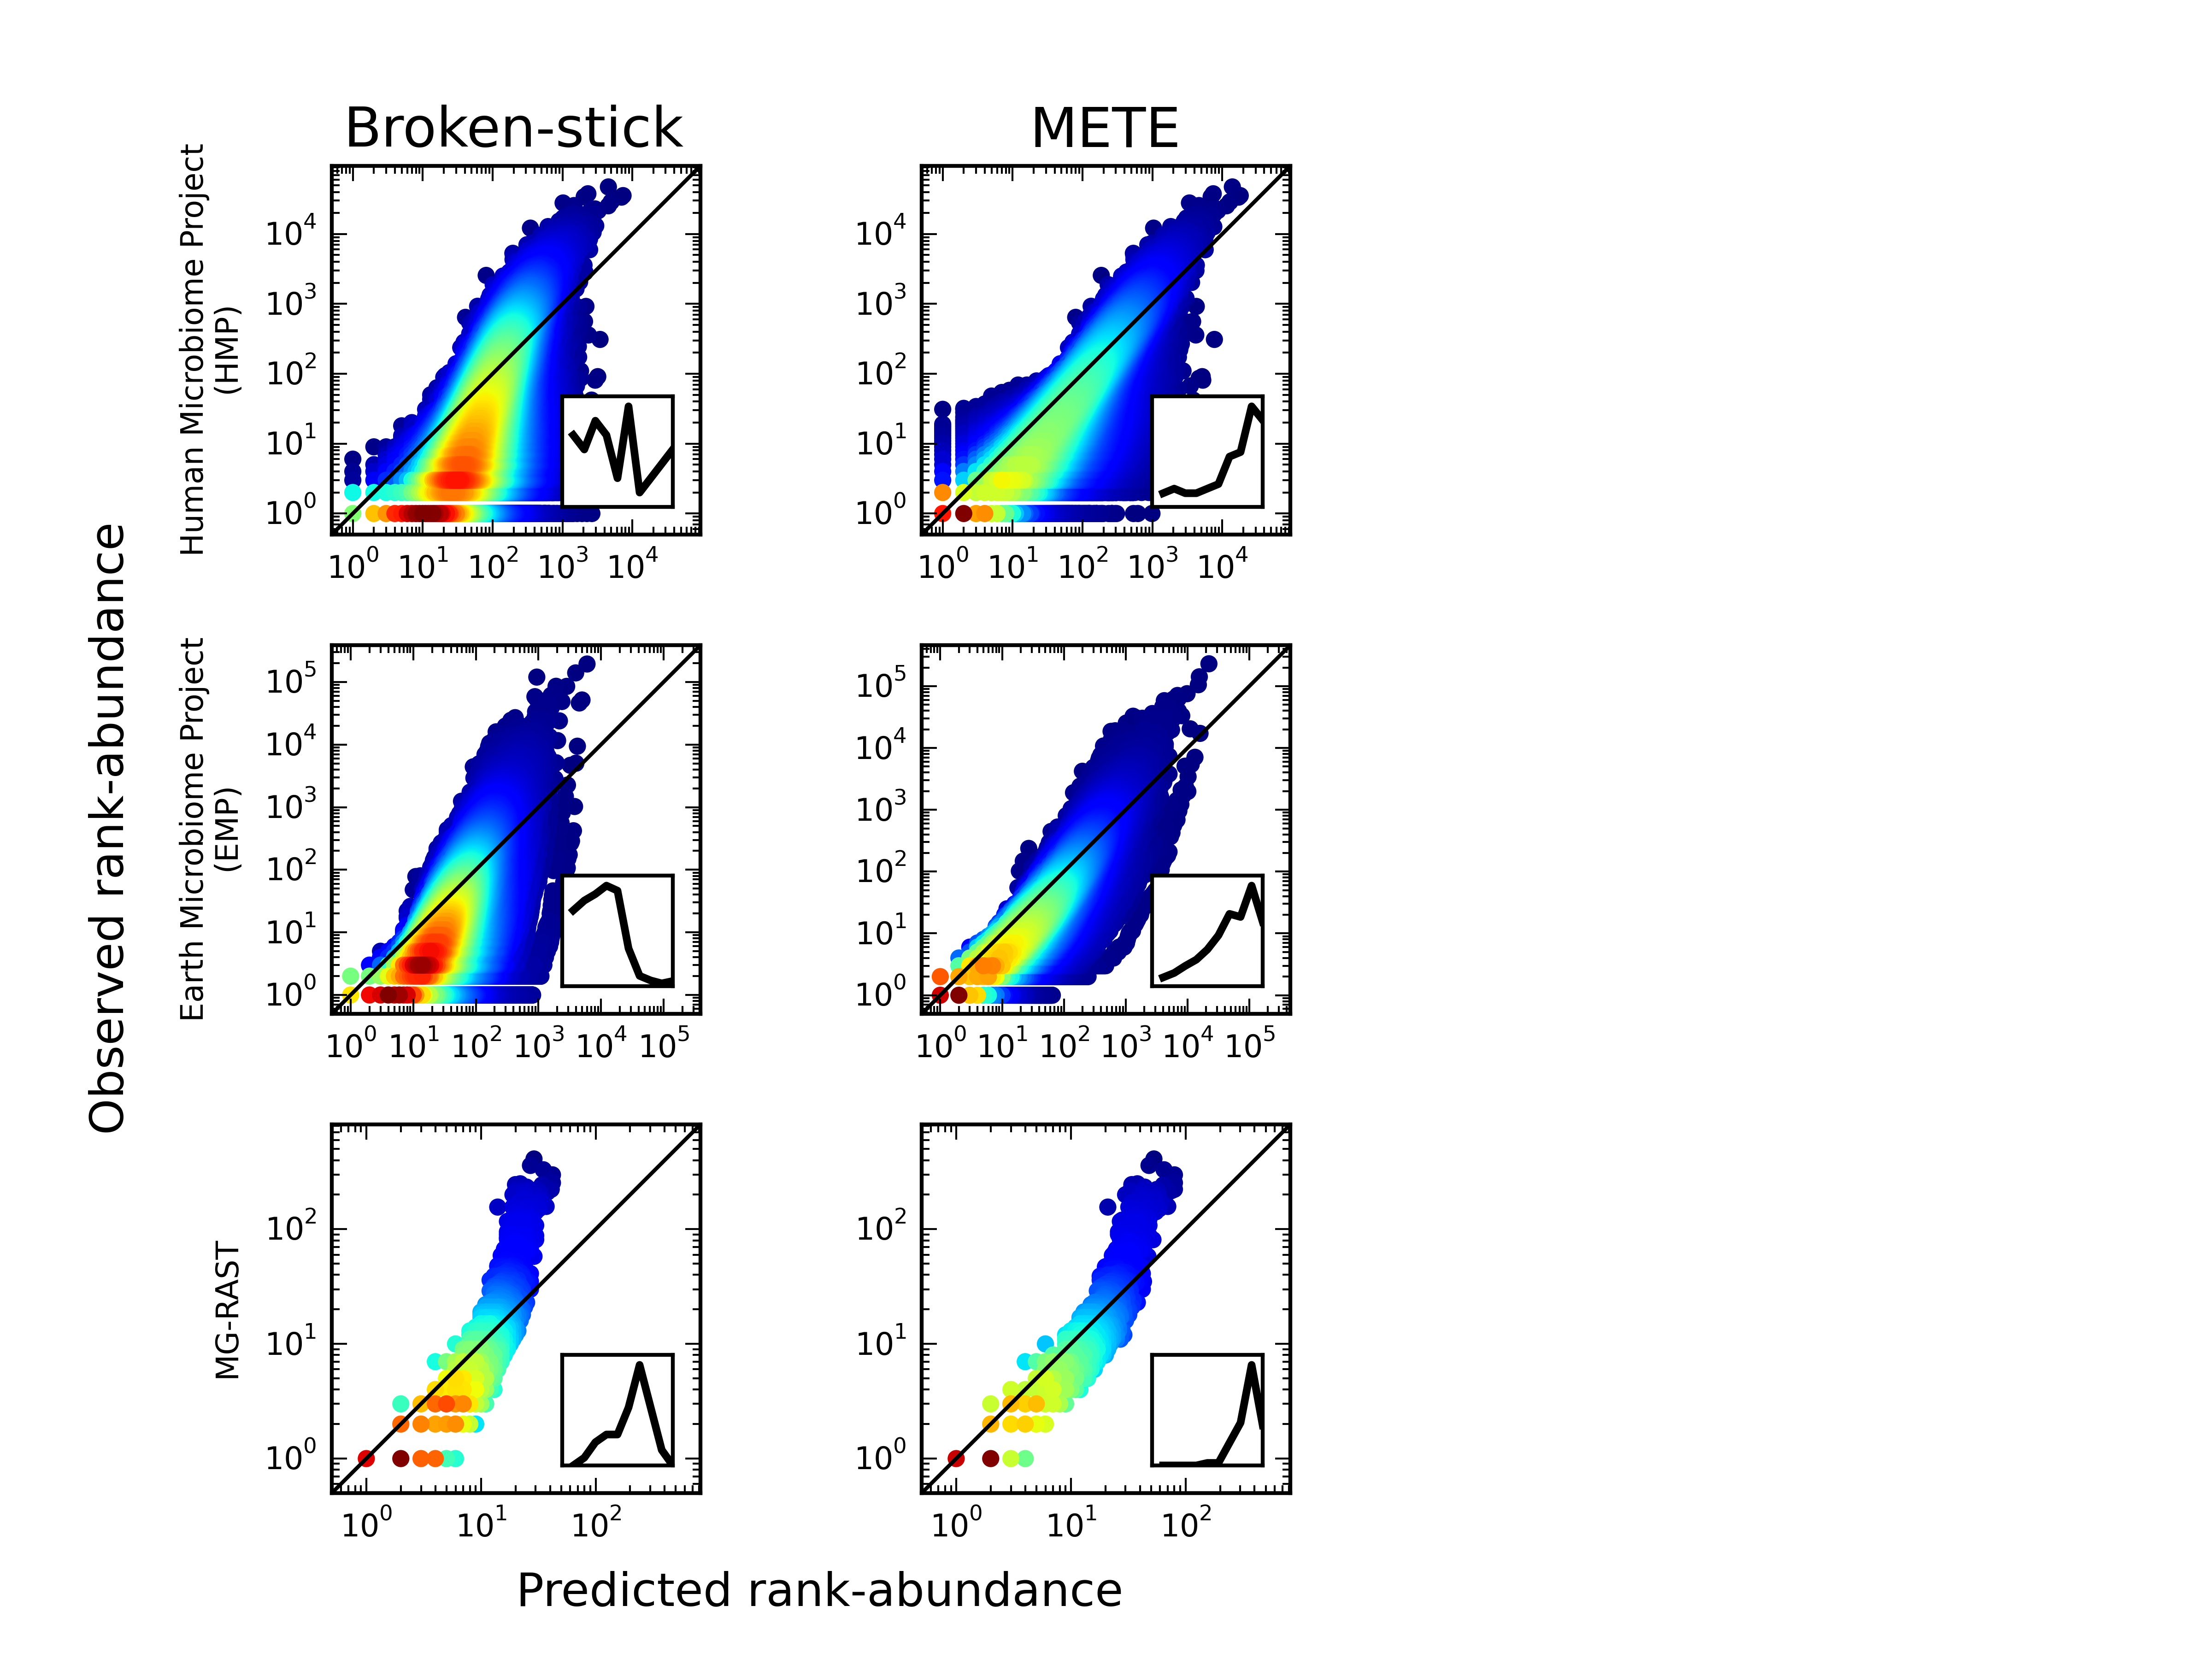 Broken-stick
METE
Observed rank-abundance
Human Microbiome Project
(HMP)
10^4
10^3
10^2
10^1
10^0
10^0 10^1 10^2 10^3 10^4
10^4
10^3
10^2
10^1
10^0
10^0 10^1 10^2 10^3 10^4
Earth Microbiome Project
(EMP)
10^5
10^4
10^3
10^2
10^1
10^0
10^0 10^1 10^2 10^3 10^4 10^5
10^5
10^4
10^3
10^2
10^1
10^0
10^0 10^1 10^2 10^3 10^4 10^5
MG-RAST
10^2
10^1
10^0
10^0 10^1 10^2
10^2
10^1
10^0
10^0 10^1 10^2
Predicted rank-abundance